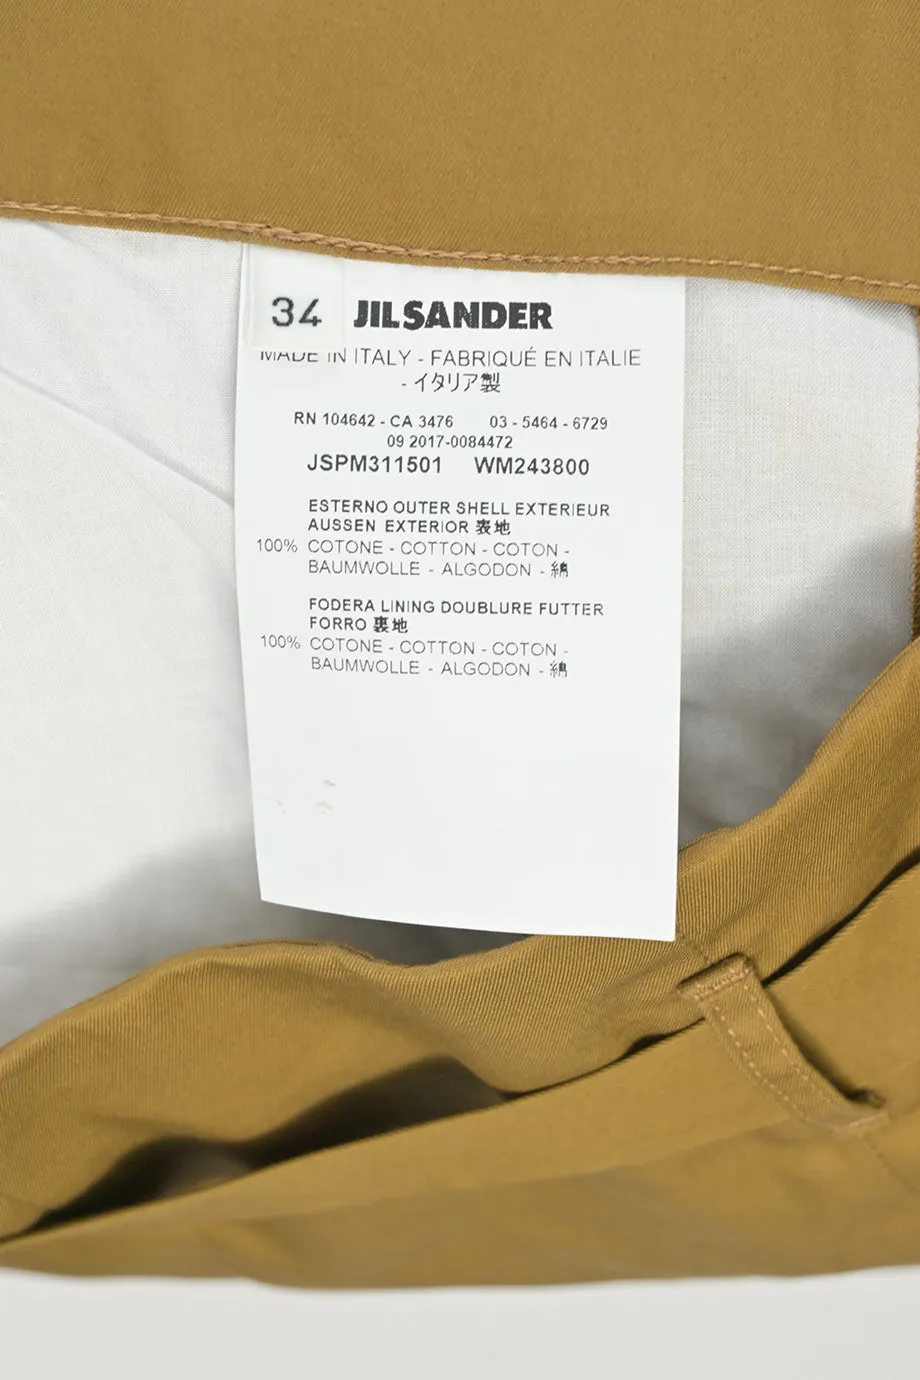 34 JIL SANDER
MADE IN ITALY - FABRIQUÉ EN ITALIE
- イタリア製
RN 104642 - CA 3476 03 - 5464 - 6729
09 2017-0084472
JSPM311501 WM243800
ESTERNO OUTER SHELL EXTERIEUR
AUSSEN EXTERIOR 表地
100% COTONE - COTTON - COTON -
BAUMWOLLE - ALGODON - 綿
FODERA LINING DOUBLURE FUTTER
FORRO 裏地
100% COTONE - COTTON - COTON -
BAUMWOLLE - ALGODON - 綿